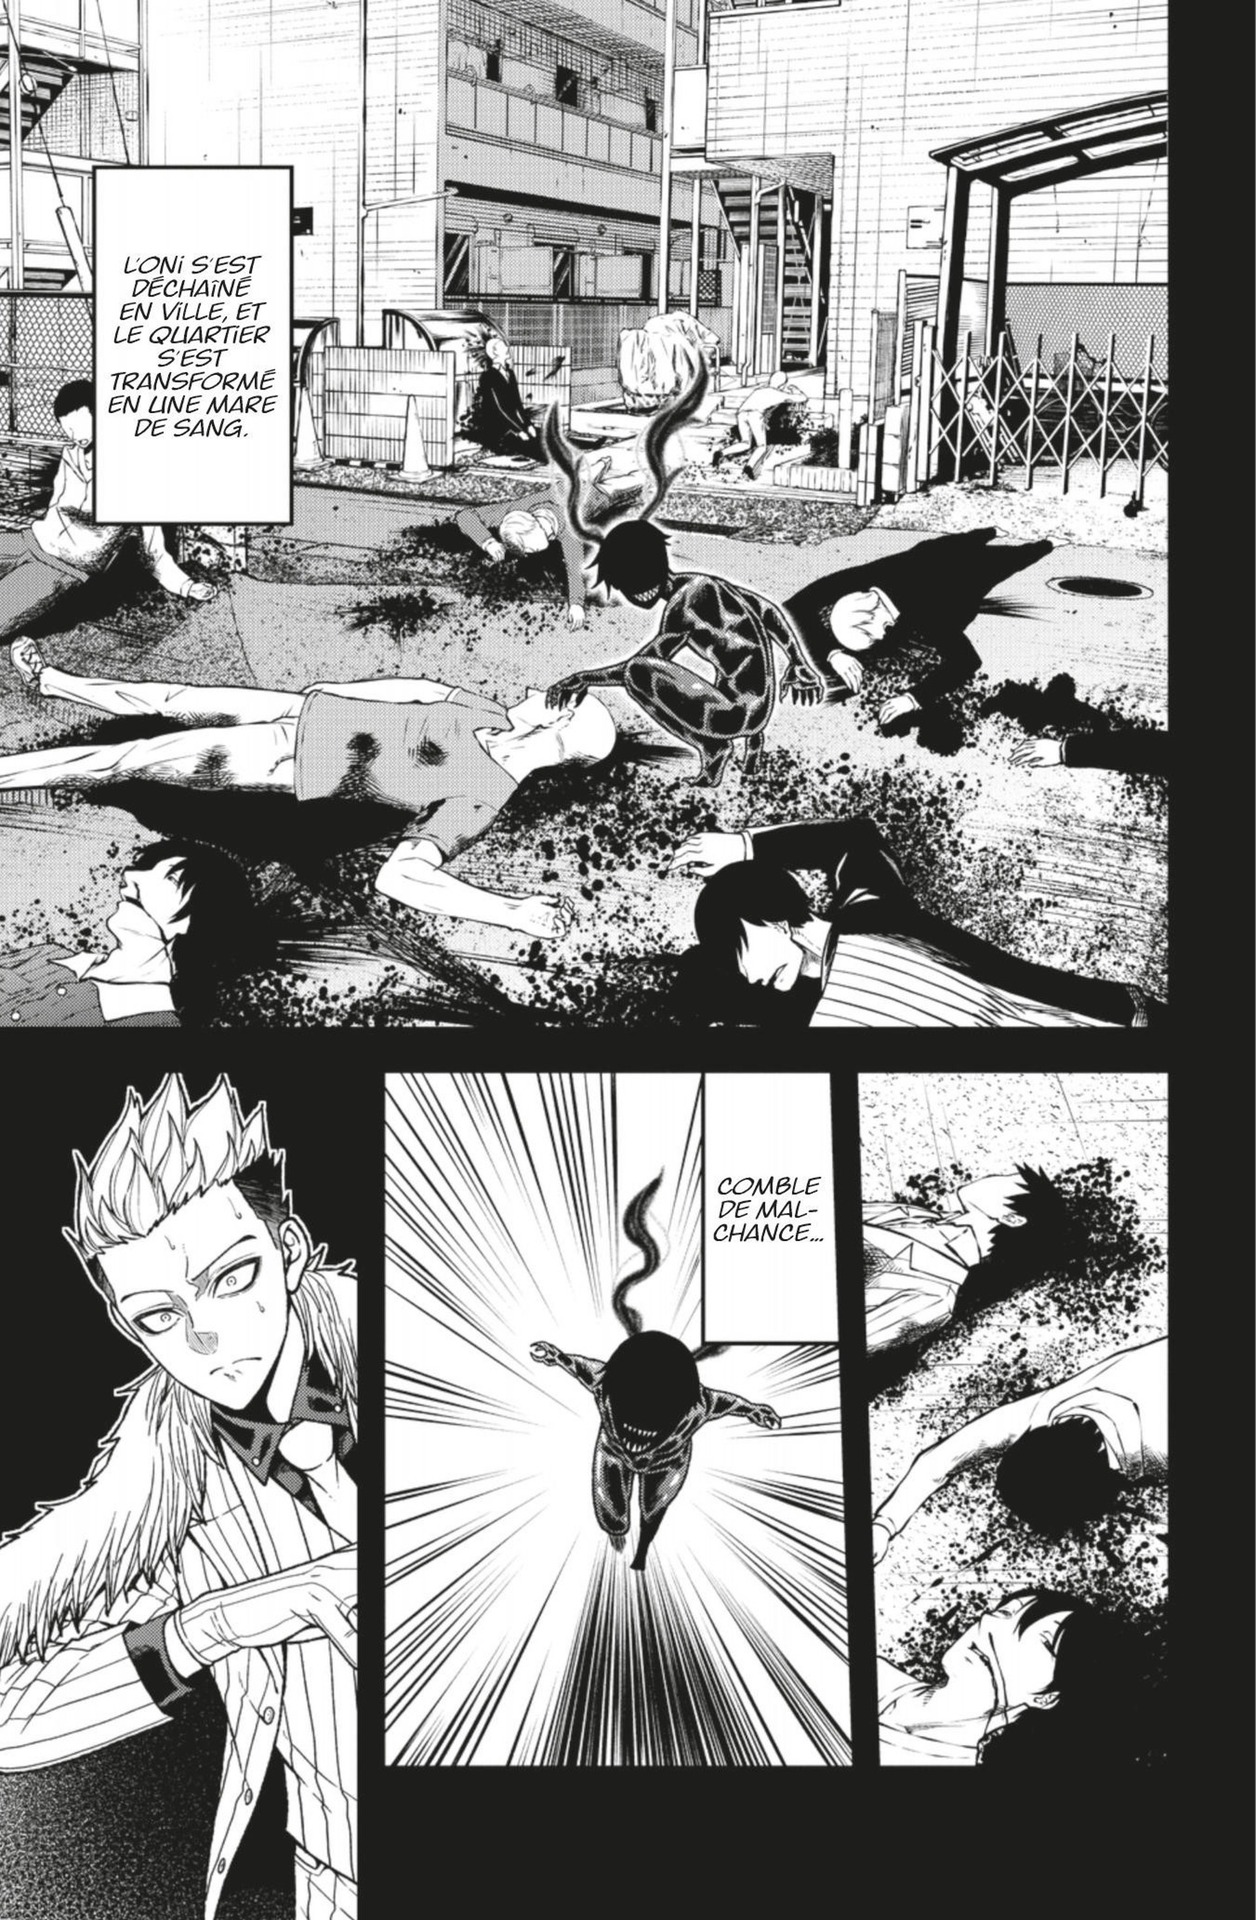 L'ONI S'EST
DÉCHAÎNÉ
EN VILLE, ET
LE QUARTIER
S'EST
TRANSFORMÉ
EN UNE MARE
DE SANG.
COMBLE
DE MAL-
CHANCE...